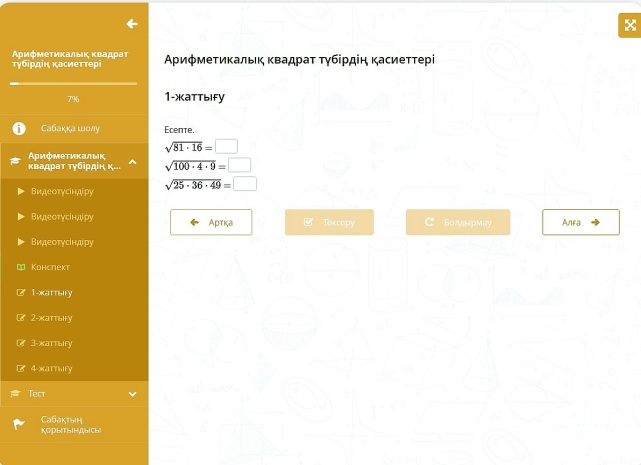 Арифметикалық квадрат
түбірдің қасиеттері
7%
Сабаққа шолу
Арифметикалық
квадрат түбірдің қ...
Видеотүсіндіру
Видеотүсіндіру
Видеотүсіндіру
Конспект
1-жаттығу
2-жаттығу
3-жаттығу
4-жаттығу
Тест
Сабақтың
қорытындысы
Арифметикалық квадрат түбірдің қасиеттері
1-жаттығу
Есепте.
√81 · 16 =
√100 · 4 · 9 =
√25 · 36 · 49 =
Артқа
Тексеру
Болдырмау
Алға